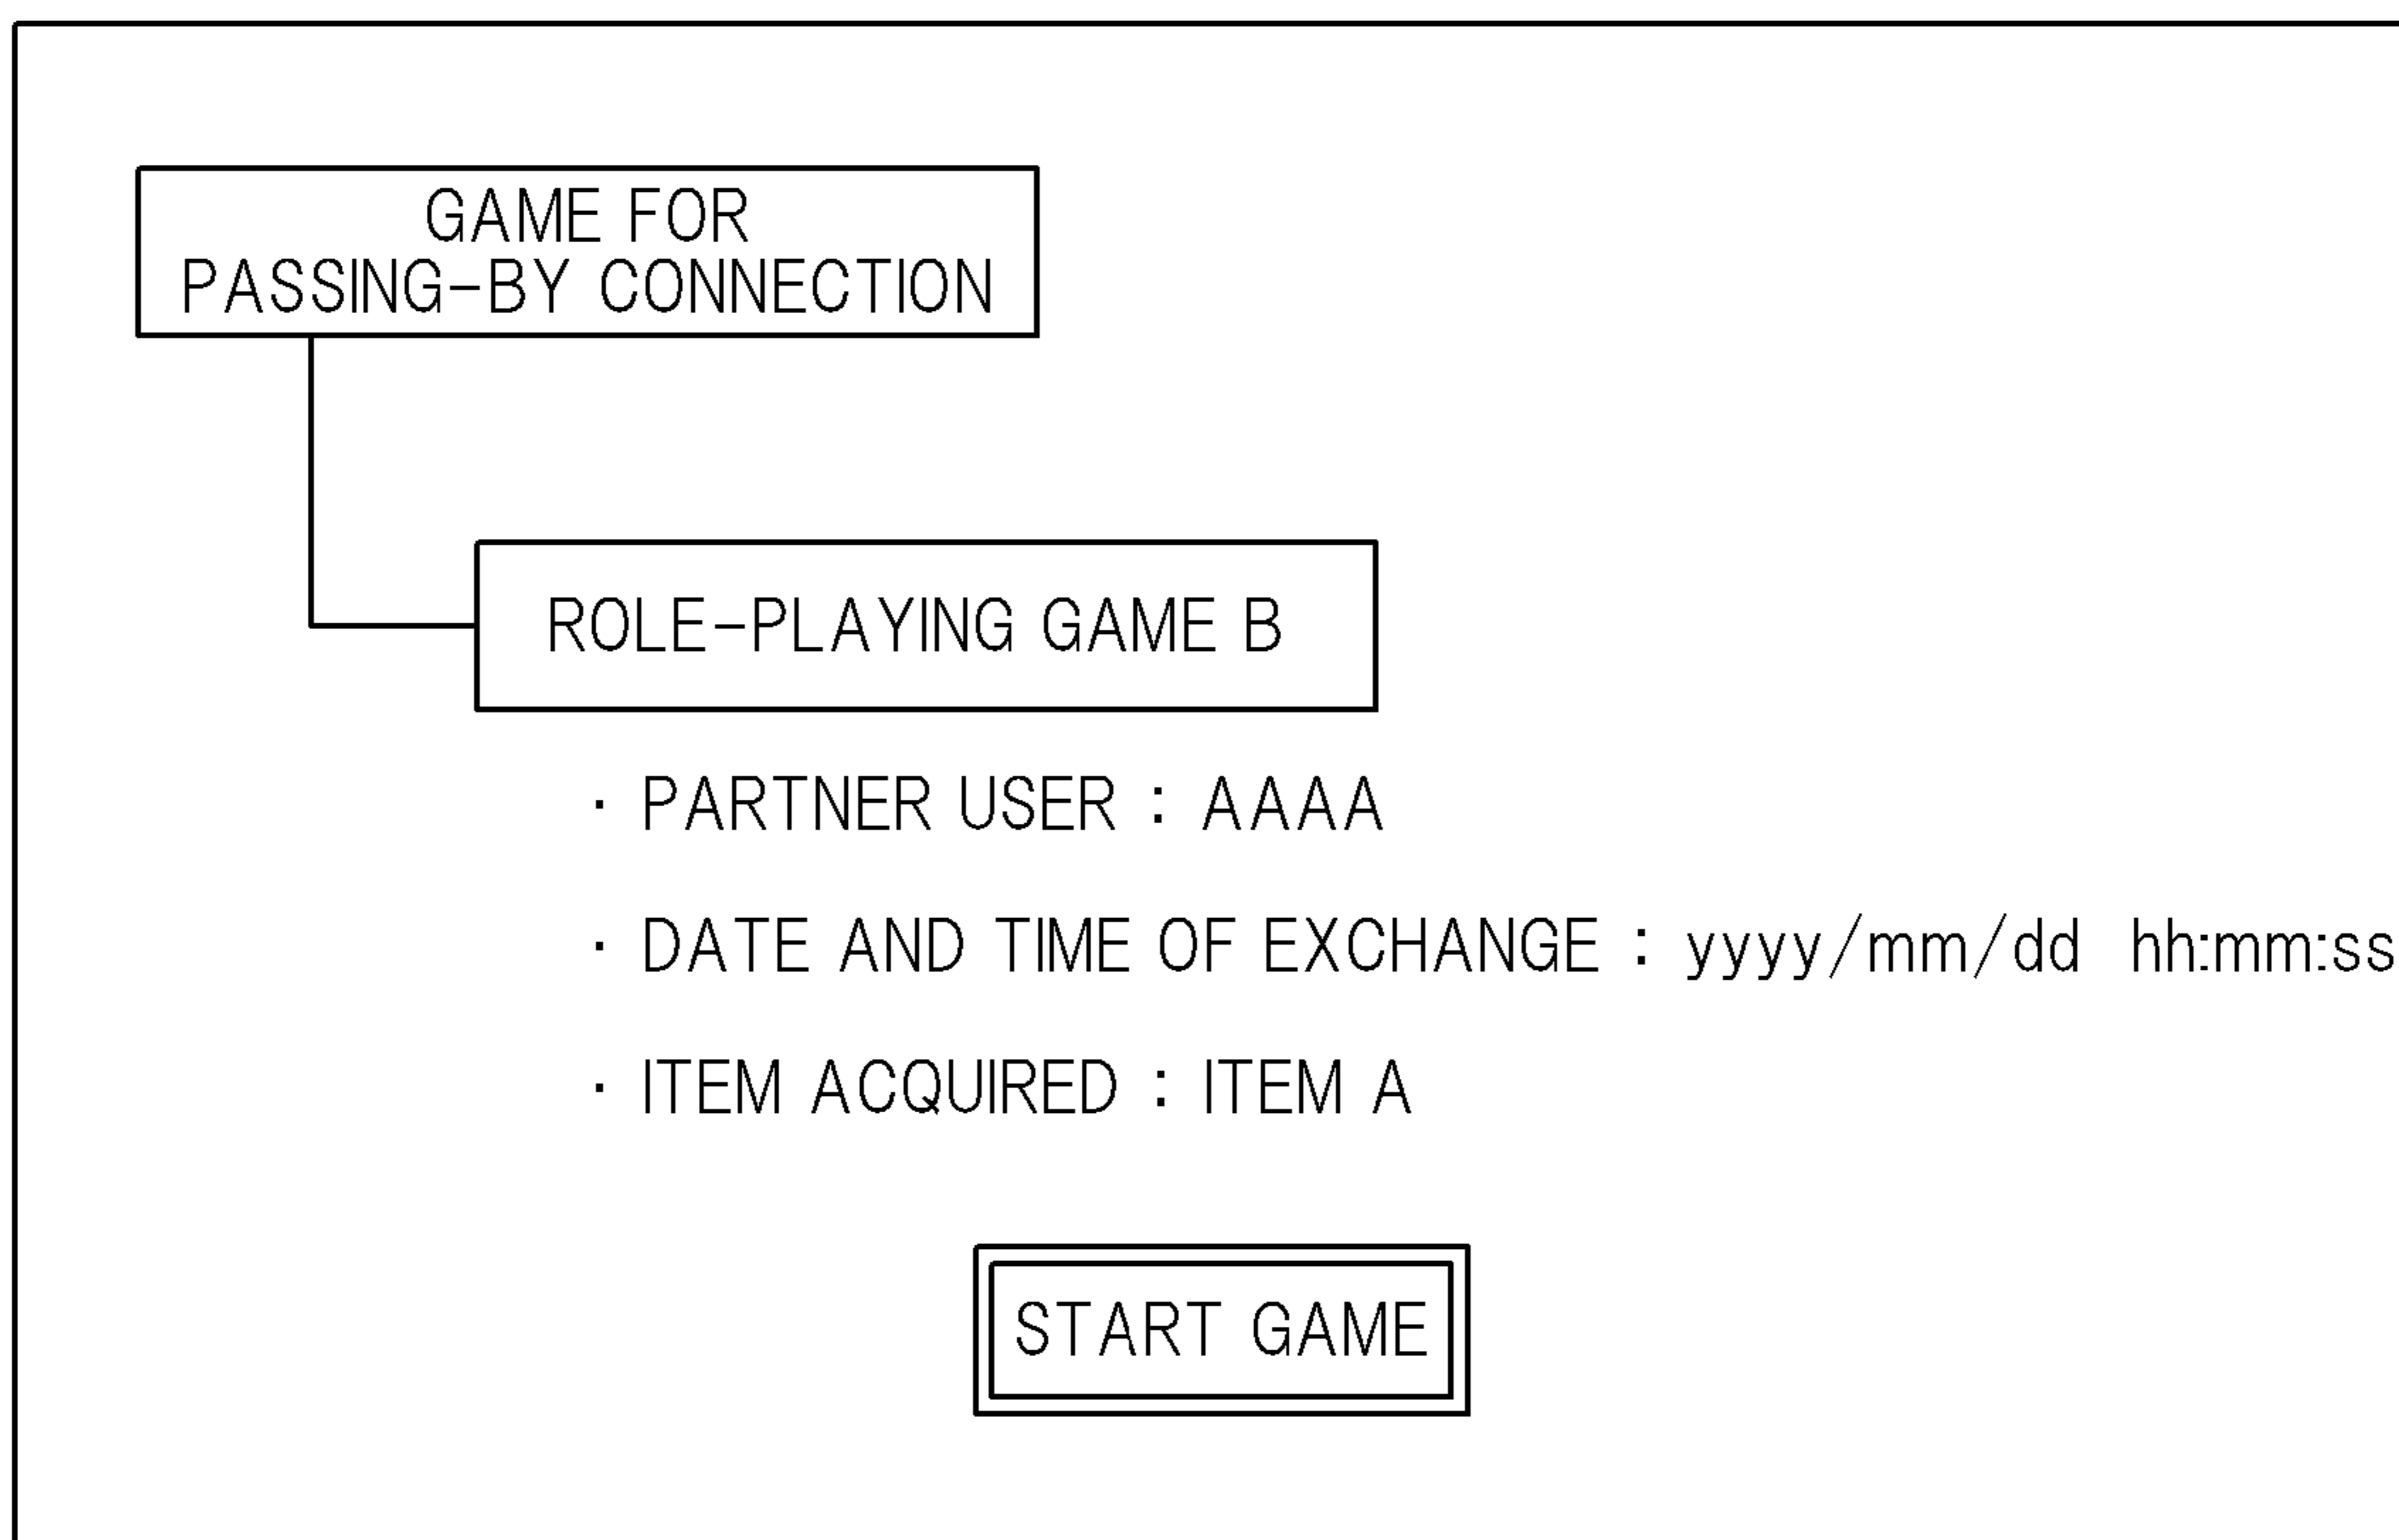 GAME FOR
PASSING-BY CONNECTION
ROLE-PLAYING GAME B
· PARTNER USER : AAAA
· DATE AND TIME OF EXCHANGE : yyyy/mm/dd hh:mm:ss
· ITEM ACQUIRED : ITEM A
START GAME